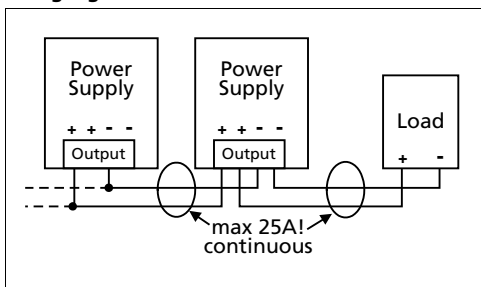 Power
Supply
+ + - -
Output
Power
Supply
+ + - -
Output
Load
+ -
max 25A!
continuous